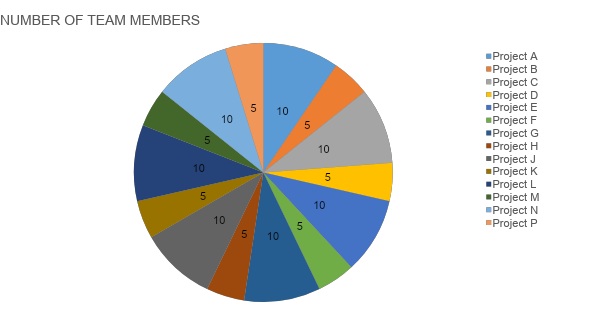 NUMBER OF TEAM MEMBERS
10
5
10
5
10
5
10
5
10
5
10
5
10
5
Project A
Project B
Project C
Project D
Project E
Project F
Project G
Project H
Project J
Project K
Project L
Project M
Project N
Project P